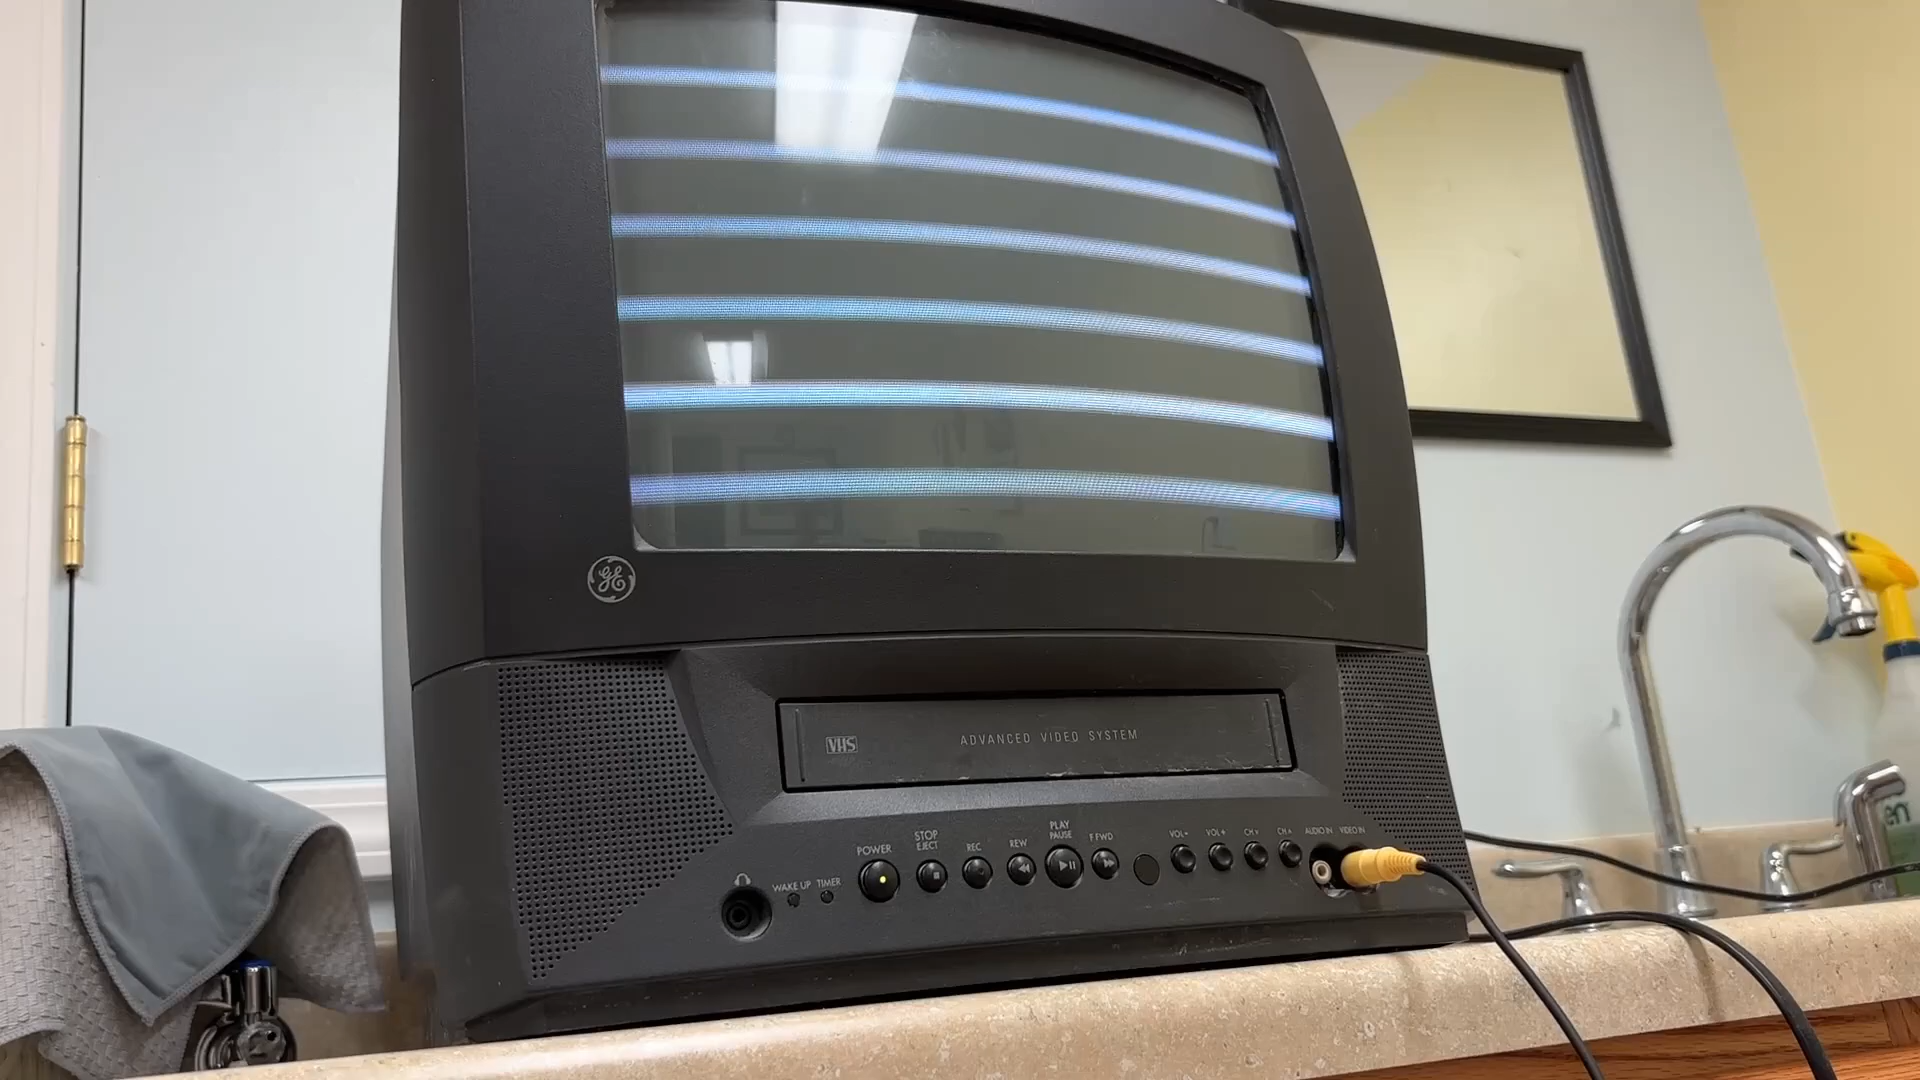 GE
VHS
ADVANCED VIDEO SYSTEM
POWER
STOP
EJECT
REC
REW
PLAY
PAUSE
F.FWD
VOL-
VOL+
CH ∨
CH ∧
AUDIO IN
VIDEO IN
WAKE UP
TIMER